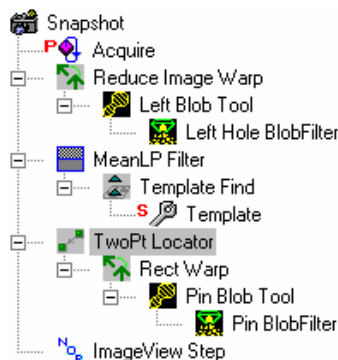 Snapshot
P Acquire
Reduce Image Warp
Left Blob Tool
Left Hole BlobFilter
MeanLP Filter
Template Find
S Template
TwoPt Locator
Rect Warp
Pin Blob Tool
Pin BlobFilter
NOP ImageView Step